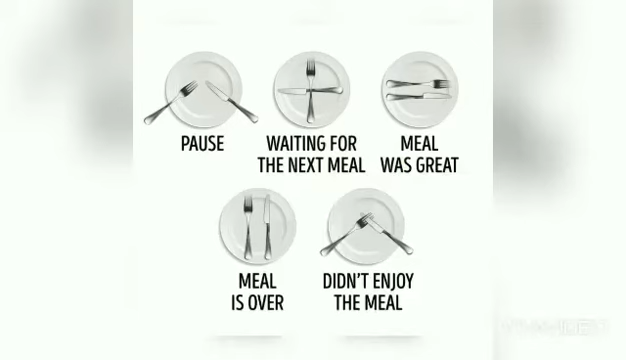 PAUSE
WAITING FOR
THE NEXT MEAL
MEAL
WAS GREAT
MEAL
IS OVER
DIDN'T ENJOY
THE MEAL